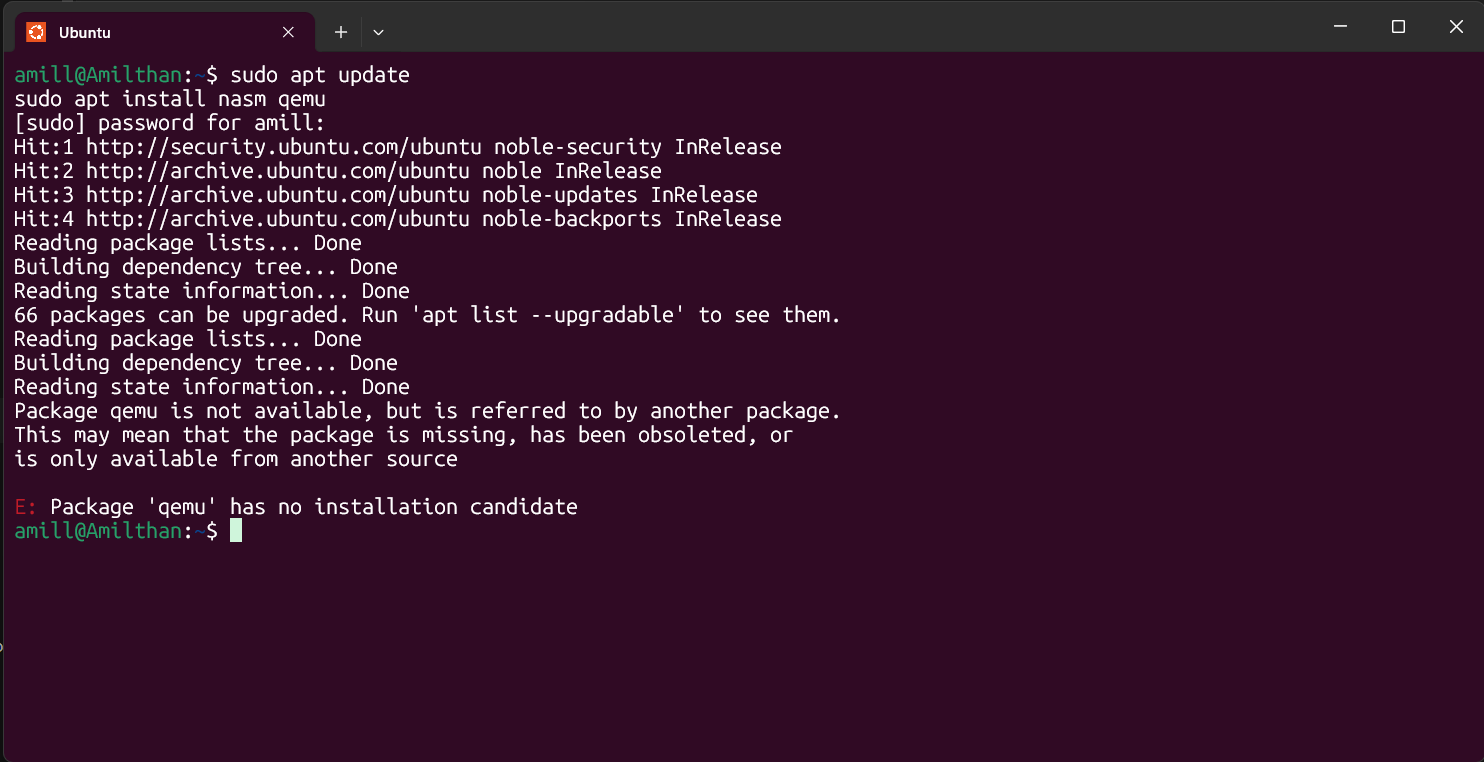 Ubuntu
amill@Amilthan:~$ sudo apt update
sudo apt install nasm qemu
[sudo] password for amill:
Hit:1 http://security.ubuntu.com/ubuntu noble-security InRelease
Hit:2 http://archive.ubuntu.com/ubuntu noble InRelease
Hit:3 http://archive.ubuntu.com/ubuntu noble-updates InRelease
Hit:4 http://archive.ubuntu.com/ubuntu noble-backports InRelease
Reading package lists... Done
Building dependency tree... Done
Reading state information... Done
66 packages can be upgraded. Run 'apt list --upgradable' to see them.
Reading package lists... Done
Building dependency tree... Done
Reading state information... Done
Package qemu is not available, but is referred to by another package.
This may mean that the package is missing, has been obsoleted, or
is only available from another source

E: Package 'qemu' has no installation candidate
amill@Amilthan:~$